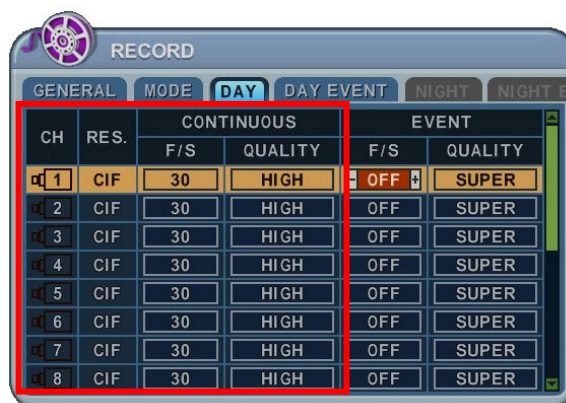 RECORD
GENERAL MODE DAY DAY EVENT NIGHT NIGHT E
CH RES. CONTINUOUS EVENT
F/S QUALITY F/S QUALITY
1 CIF 30 HIGH - OFF + SUPER
2 CIF 30 HIGH OFF SUPER
3 CIF 30 HIGH OFF SUPER
4 CIF 30 HIGH OFF SUPER
5 CIF 30 HIGH OFF SUPER
6 CIF 30 HIGH OFF SUPER
7 CIF 30 HIGH OFF SUPER
8 CIF 30 HIGH OFF SUPER